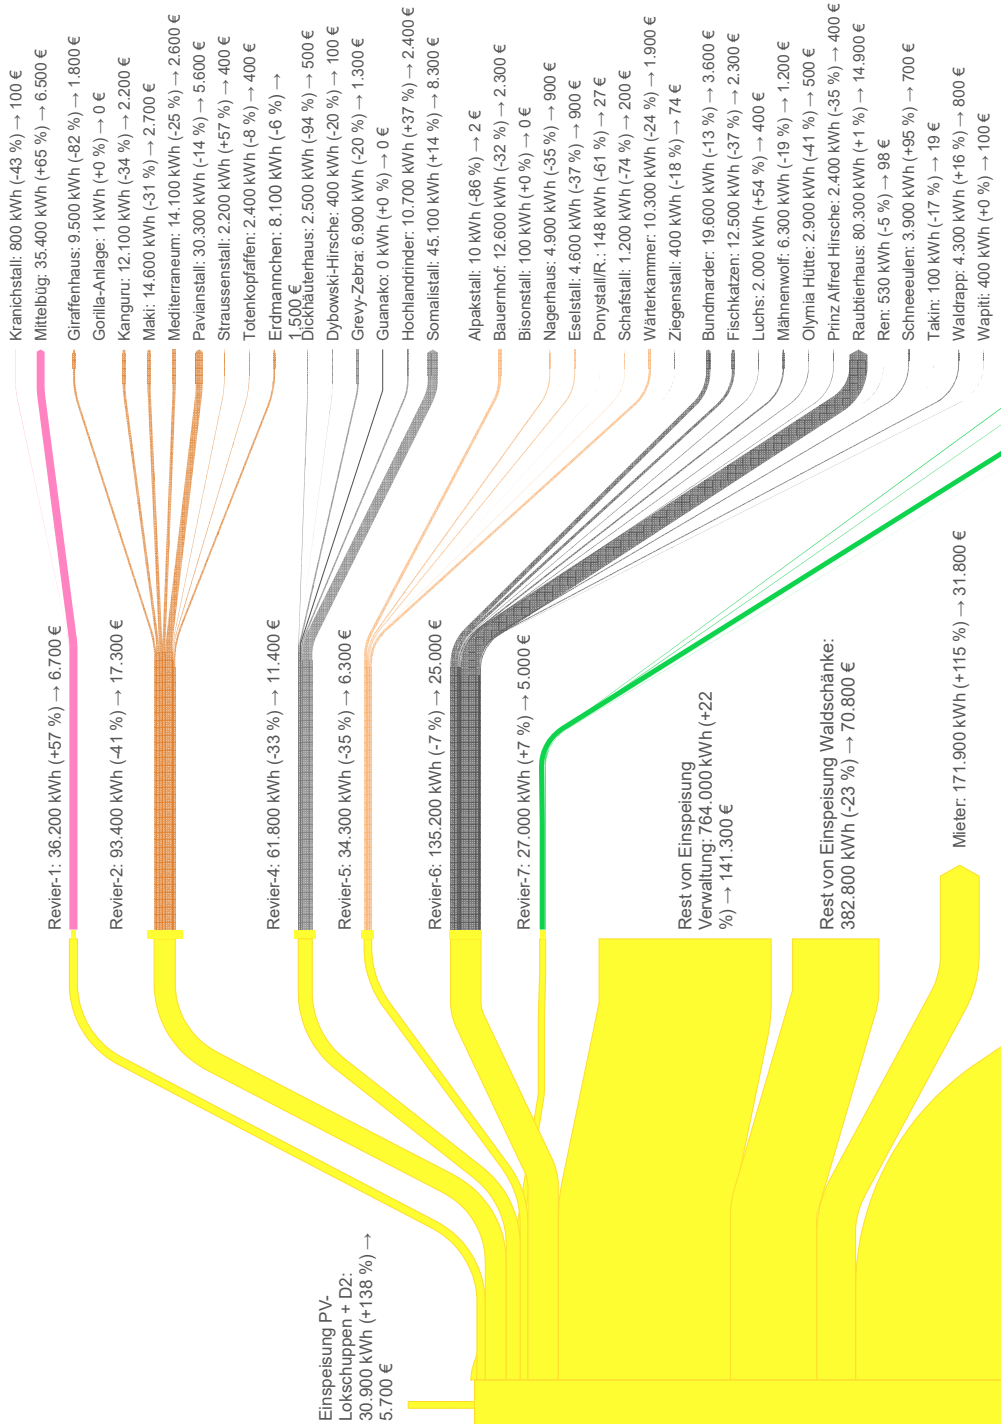 Kranichstall: 800 kWh (-43 %) → 100 €
Mittelbüg: 35.400 kWh (+65 %) → 6.500 €
Giraffenhaus: 9.500 kWh (-82 %) → 1.800 €
Gorilla-Anlage: 1 kWh (+0 %) → 0 €
Kanguru: 12.100 kWh (-34 %) → 2.200 €
Maki: 14.600 kWh (-31 %) → 2.700 €
Mediterraneum: 14.100 kWh (-25 %) → 2.600 €
Pavianstall: 30.300 kWh (-14 %) → 5.600 €
Straussenstall: 2.200 kWh (+57 %) → 400 €
Totenkopfaffen: 2.400 kWh (-8 %) → 400 €
Erdmännchen: 8.100 kWh (-6 %) →
1.500 €
Dickhäuterhaus: 2.500 kWh (-94 %) → 500 €
Dybowski-Hirsche: 400 kWh (-20 %) → 100 €
Grevy-Zebra: 6.900 kWh (-20 %) → 1.300 €
Guanako: 0 kWh (+0 %) → 0 €
Hochlandrinder: 10.700 kWh (+37 %) → 2.400 €
Somalistall: 45.100 kWh (+14 %) → 8.300 €
Alpakstall: 10 kWh (-86 %) → 2 €
Bauernhof: 12.600 kWh (-32 %) → 2.300 €
Bisonstall: 100 kWh (+0 %) → 0 €
Nagerhaus: 4.900 kWh (-35 %) → 900 €
Eselstall: 4.600 kWh (-37 %) → 900 €
Ponystall/R.: 148 kWh (-61 %) → 27 €
Schafstall: 1.200 kWh (-74 %) → 200 €
Wärterkammer: 10.300 kWh (-24 %) → 1.900 €
Ziegenstall: 400 kWh (-18 %) → 74 €
Bundmarder: 19.600 kWh (-13 %) → 3.600 €
Fischkatzen: 12.500 kWh (-37 %) → 2.300 €
Luchs: 2.000 kWh (+54 %) → 400 €
Mähnenwolf: 6.300 kWh (-19 %) → 1.200 €
Olymia Hütte: 2.900 kWh (-41 %) → 500 €
Prinz Alfred Hirsche: 2.400 kWh (-35 %) → 400 €
Raubtierhaus: 80.300 kWh (+ 1 %) → 14.900 €
Ren: 530 kWh (-5 %) → 98 €
Schneeeulen: 3.900 kWh (+95 %) → 700 €
Takin: 100 kWh (-17 %) → 19 €
Waldrapp: 4.300 kWh (+16 %) → 800 €
Wapiti: 400 kWh (+0 %) → 100 €
Revier-1: 36.200 kWh (+57 %) → 6.700 €
Revier-2: 93.400 kWh (-41 %) → 17.300 €
Revier-4: 61.800 kWh (-33 %) → 11.400 €
Revier-5: 34.300 kWh (-35 %) → 6.300 €
Revier-6: 135.200 kWh (-7 %) → 25.000 €
Revier-7: 27.000 kWh (+7 %) → 5.000 €
Rest von Einspeisung
Verwaltung: 764.000 kWh (+22
%) → 141.300 €
Rest von Einspeisung Waldschänke:
382.800 kWh (-23 %) → 70.800 €
Mieter: 171.900 kWh (+115 %) → 31.800 €
Einspeisung PV-
Lokschuppen + D2:
30.900 kWh (+138 %) →
5.700 €